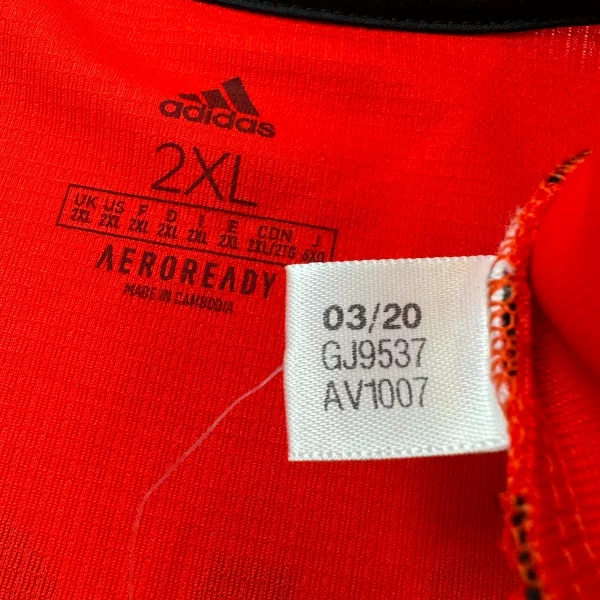 adidas
2XL
UK US F D I E CDN J
2XL 2XL 2XL 2XL 2XL 2XL 2XL/2TG 6XO
AEROREADY
MADE IN CAMBODIA
03/20
GJ9537
AV1007